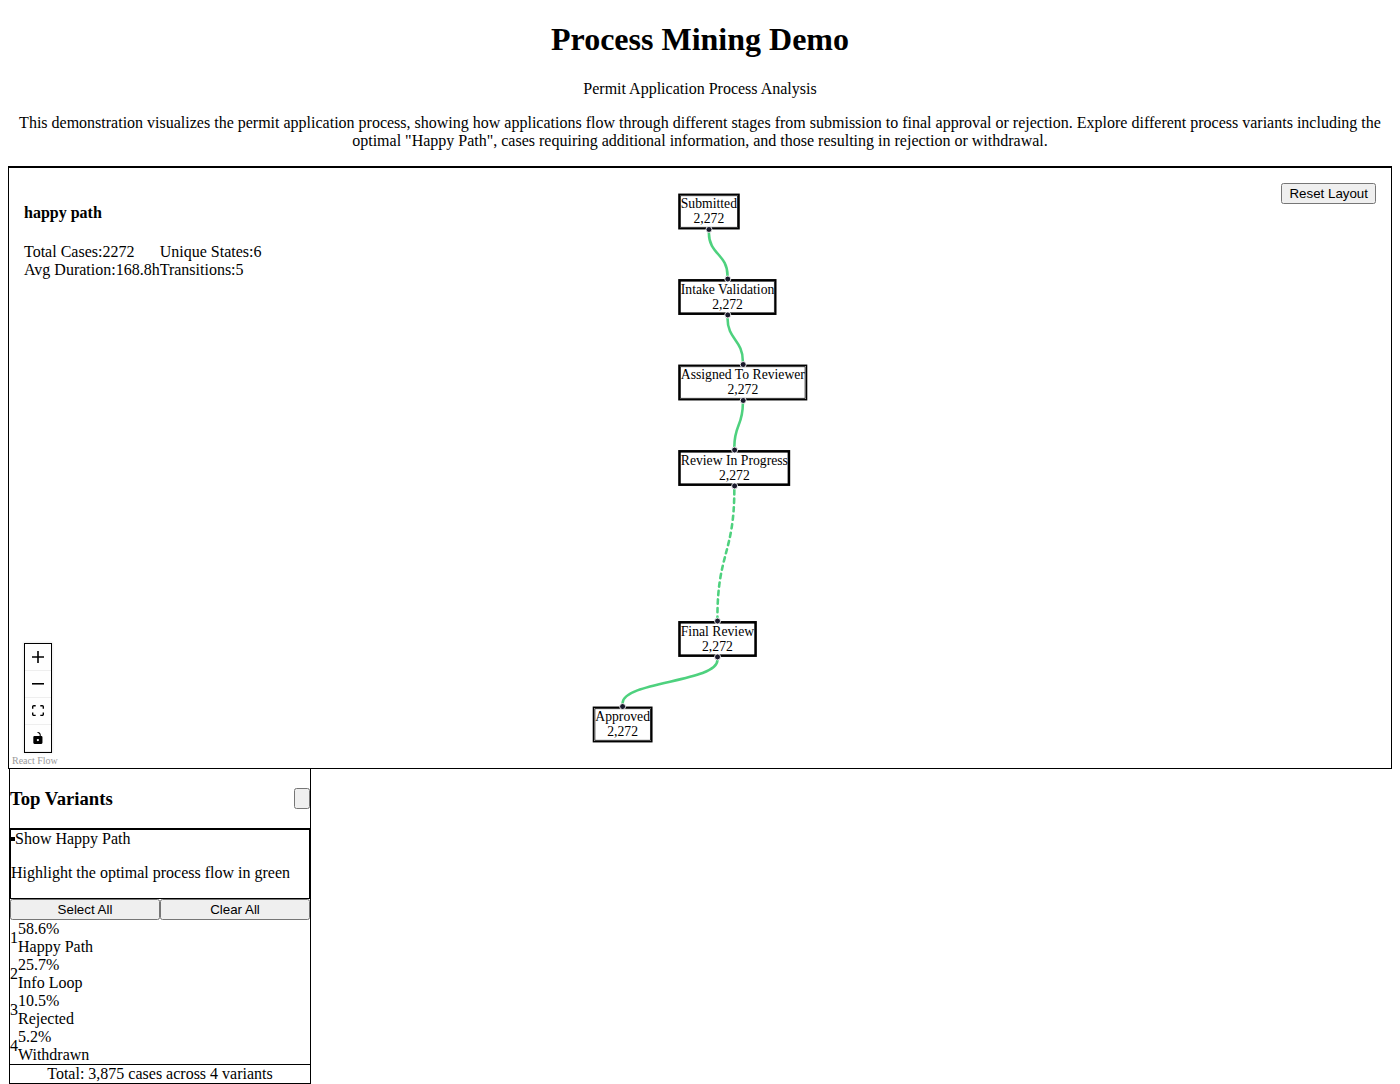 Process Mining Demo
Permit Application Process Analysis
This demonstration visualizes the permit application process, showing how applications flow through different stages from submission to final approval or rejection. Explore different process variants including the
optimal "Happy Path", cases requiring additional information, and those resulting in rejection or withdrawal.
happy path
Total Cases:2272 Unique States:6
Avg Duration:168.8hTransitions:5
Reset Layout
Submitted
2,272
Intake Validation
2,272
Assigned To Reviewer
2,272
Review In Progress
2,272
Final Review
2,272
Approved
2,272
React Flow
Top Variants
Show Happy Path
Highlight the optimal process flow in green
Select All Clear All
1
58.6%
Happy Path
2
25.7%
Info Loop
3
10.5%
Rejected
4
5.2%
Withdrawn
Total: 3,875 cases across 4 variants